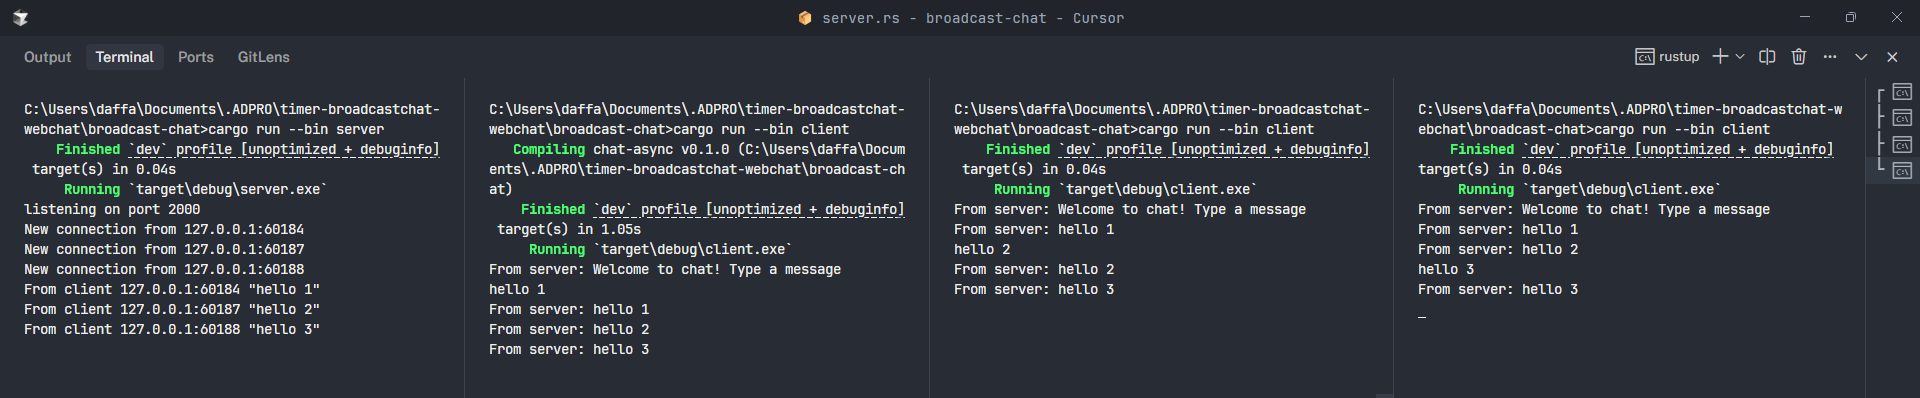 server.rs - broadcast-chat - Cursor
Output Terminal Ports GitLens
rustup
C:\Users\daffa\Documents\.ADPRO\timer-broadcastchat-
webchat\broadcast-chat>cargo run --bin server
Finished `dev` profile [unoptimized + debuginfo]
target(s) in 0.04s
Running `target\debug\server.exe`
listening on port 2000
New connection from 127.0.0.1:60184
New connection from 127.0.0.1:60187
New connection from 127.0.0.1:60188
From client 127.0.0.1:60184 "hello 1"
From client 127.0.0.1:60187 "hello 2"
From client 127.0.0.1:60188 "hello 3"
C:\Users\daffa\Documents\.ADPRO\timer-broadcastchat-
webchat\broadcast-chat>cargo run --bin client
Compiling chat-async v0.1.0 (C:\Users\daffa\Docum
ents\.ADPRO\timer-broadcastchat-webchat\broadcast-ch
at)
Finished `dev` profile [unoptimized + debuginfo]
target(s) in 1.05s
Running `target\debug\client.exe`
From server: Welcome to chat! Type a message
hello 1
From server: hello 1
From server: hello 2
From server: hello 3
C:\Users\daffa\Documents\.ADPRO\timer-broadcastchat-
webchat\broadcast-chat>cargo run --bin client
Finished `dev` profile [unoptimized + debuginfo]
target(s) in 0.04s
Running `target\debug\client.exe`
From server: Welcome to chat! Type a message
From server: hello 1
hello 2
From server: hello 2
From server: hello 3
C:\Users\daffa\Documents\.ADPRO\timer-broadcastchat-w
ebchat\broadcast-chat>cargo run --bin client
Finished `dev` profile [unoptimized + debuginfo]
target(s) in 0.04s
Running `target\debug\client.exe`
From server: Welcome to chat! Type a message
From server: hello 1
From server: hello 2
hello 3
From server: hello 3